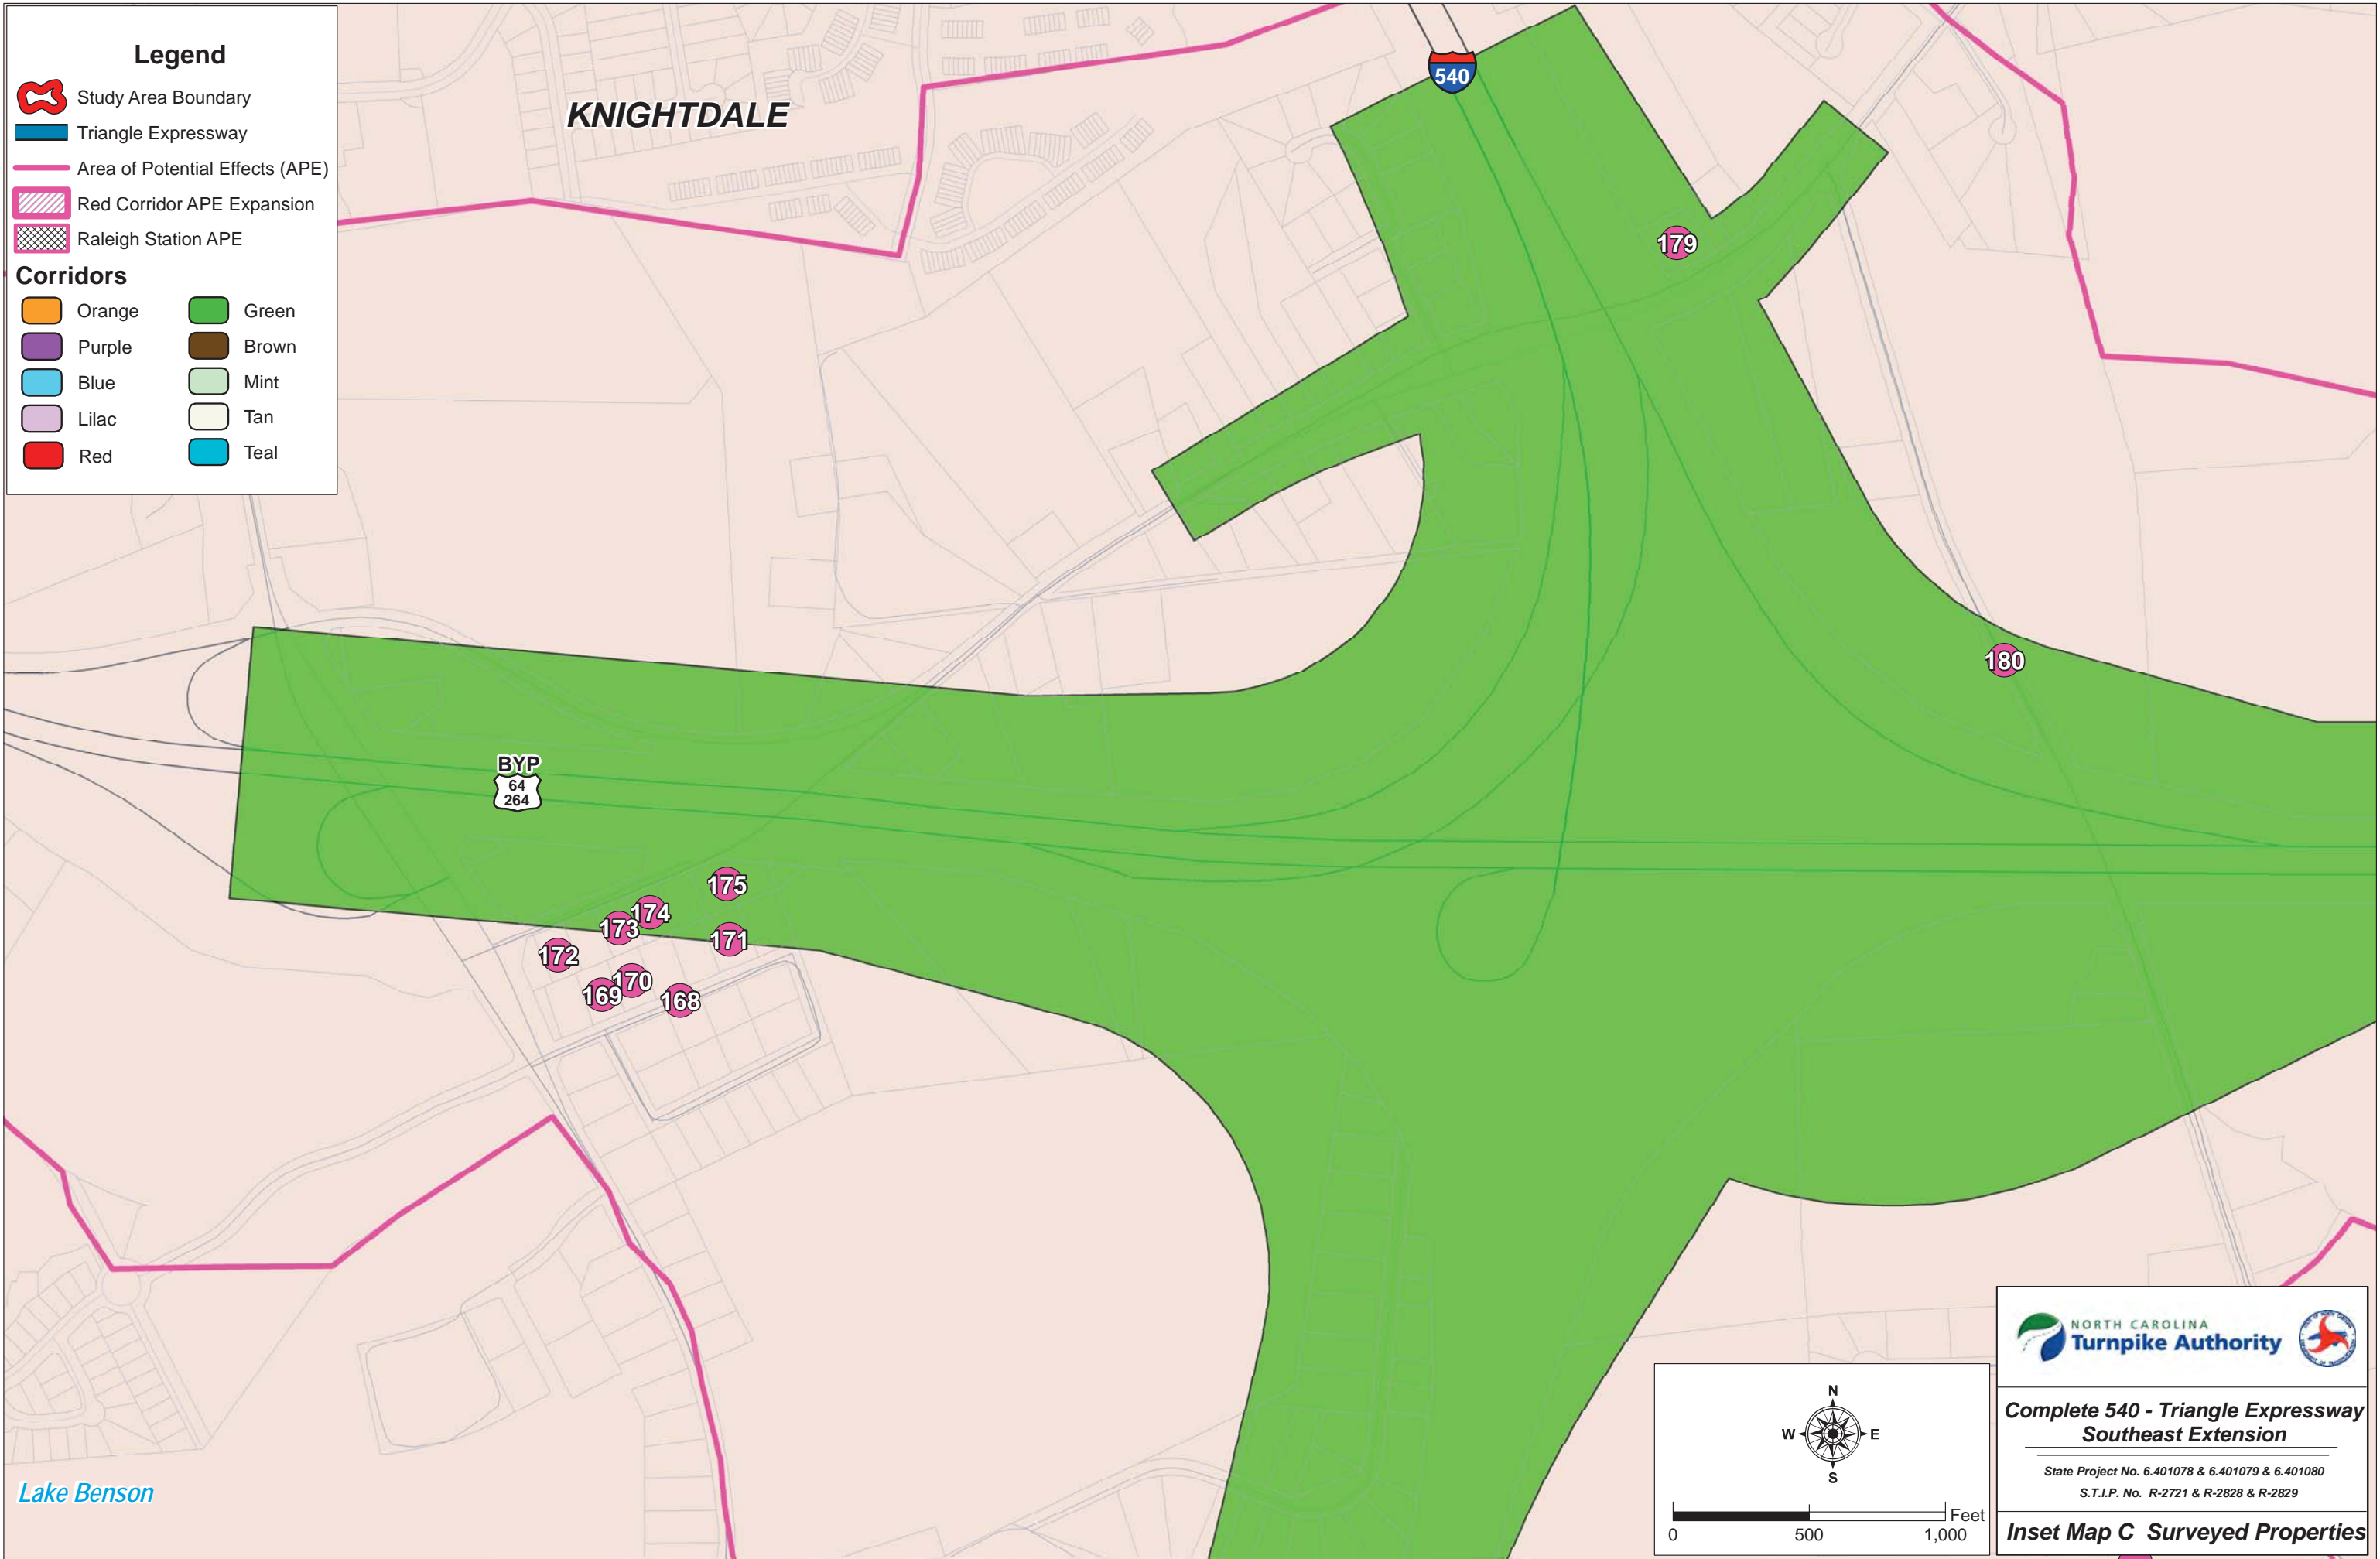 Legend
Study Area Boundary
Triangle Expressway
Area of Potential Effects (APE)
Red Corridor APE Expansion
Raleigh Station APE
Corridors
Orange
Purple
Blue
Lilac
Red
Green
Brown
Mint
Tan
Teal
KNIGHTDALE
540
179
180
BYP
64
264
175
174
173
171
172
170
169
168
Lake Benson
N
W
E
S
Feet
0
500
1,000
NORTH CAROLINA
Turnpike Authority
Complete 540 - Triangle Expressway
Southeast Extension
State Project No. 6.401078 & 6.401079 & 6.401080
S.T.I.P. No. R-2721 & R-2828 & R-2829
Inset Map C Surveyed Properties